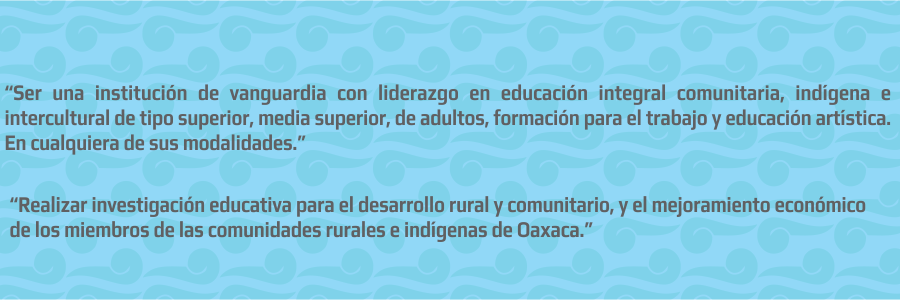 “Ser una institución de vanguardia con liderazgo en educación integral comunitaria, indígena e
intercultural de tipo superior, media superior, de adultos, formación para el trabajo y educación artística.
En cualquiera de sus modalidades.”
“Realizar investigación educativa para el desarrollo rural y comunitario, y el mejoramiento económico
de los miembros de las comunidades rurales e indígenas de Oaxaca.”